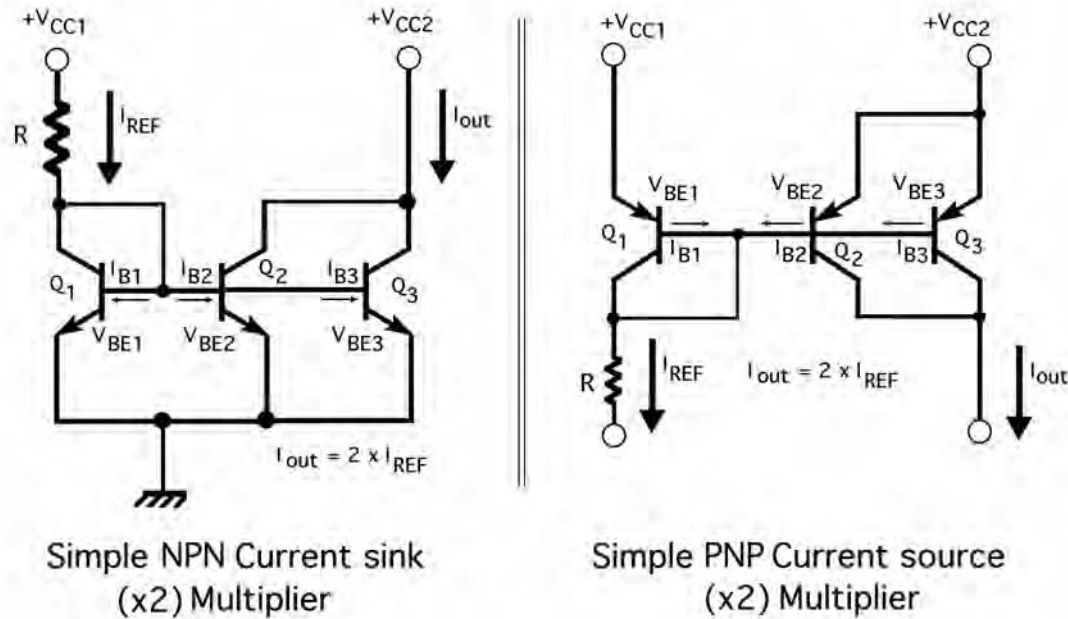 +VCC1
+VCC2
R
IREF
Iout
Q1
IB1
IB2
Q2
IB3
Q3
VBE1
VBE2
VBE3
Iout = 2 x IREF
Simple NPN Current sink
(x2) Multiplier
+VCC1
+VCC2
VBE1
VBE2
VBE3
Q1
IB1
IB2
Q2
IB3
Q3
R
IREF
Iout = 2 x IREF
Iout
Simple PNP Current source
(x2) Multiplier